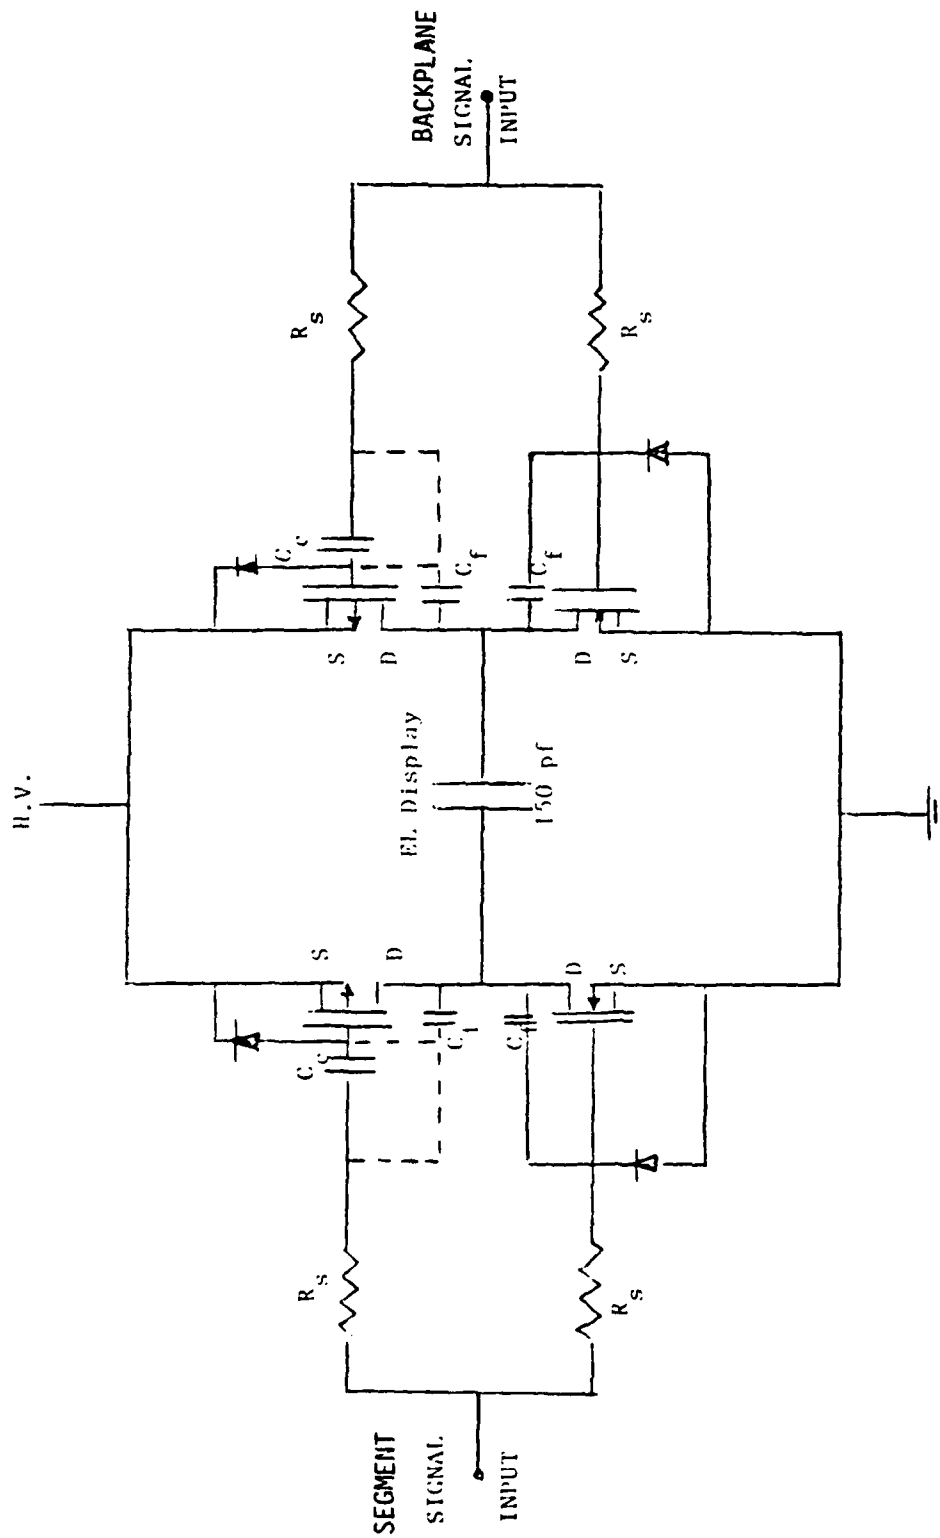 H.V.
BACKPLANE
SIGNAL
INPUT
R s
R s
C c
C f
C f
S
D
D
S
EL Display
150 pf
S
D
D
S
C c
C
C
R s
R s
SEGMENT
SIGNAL
INPUT